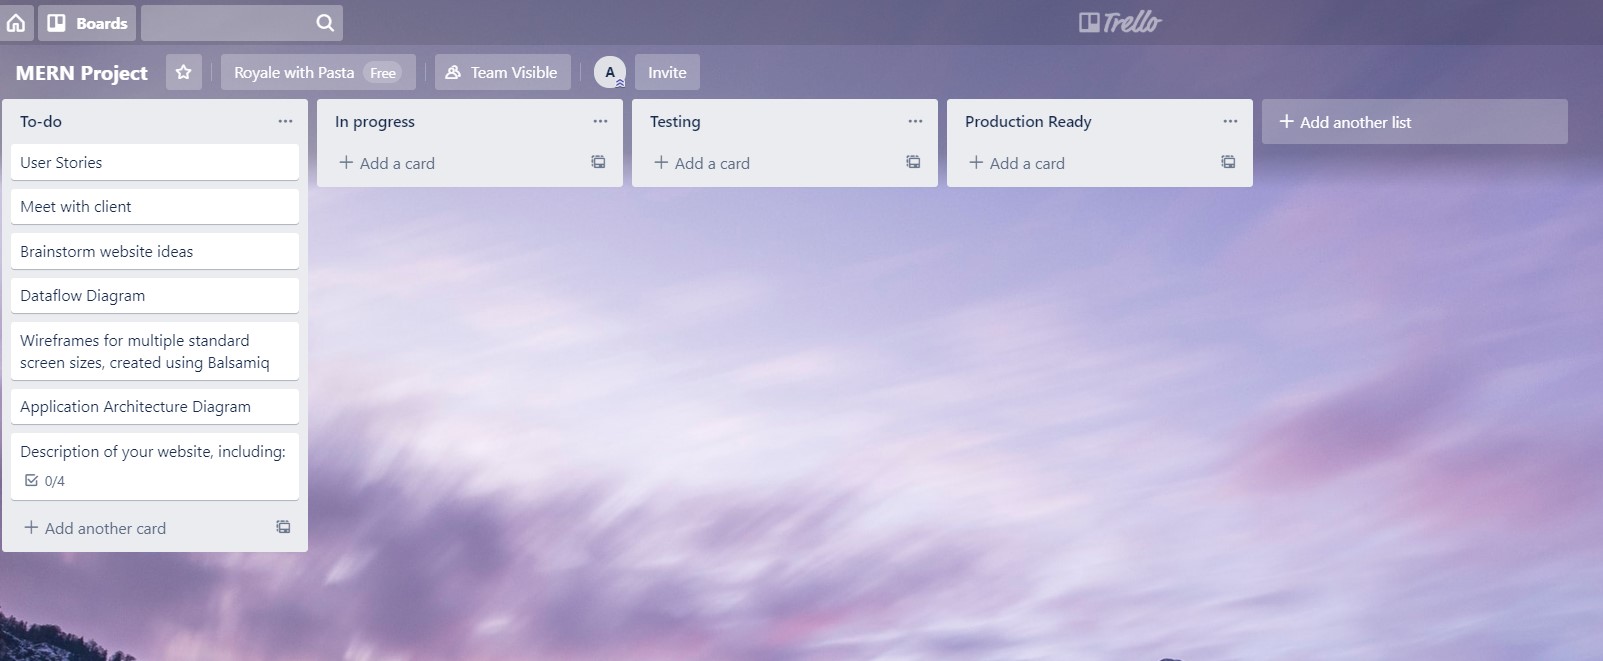 Boards
Trello
MERN Project
Royale with Pasta Free
Team Visible
A
Invite
To-do
User Stories
Meet with client
Brainstorm website ideas
Dataflow Diagram
Wireframes for multiple standard
screen sizes, created using Balsamiq
Application Architecture Diagram
Description of your website, including:
0/4
+ Add another card
In progress
+ Add a card
Testing
+ Add a card
Production Ready
+ Add a card
+ Add another list